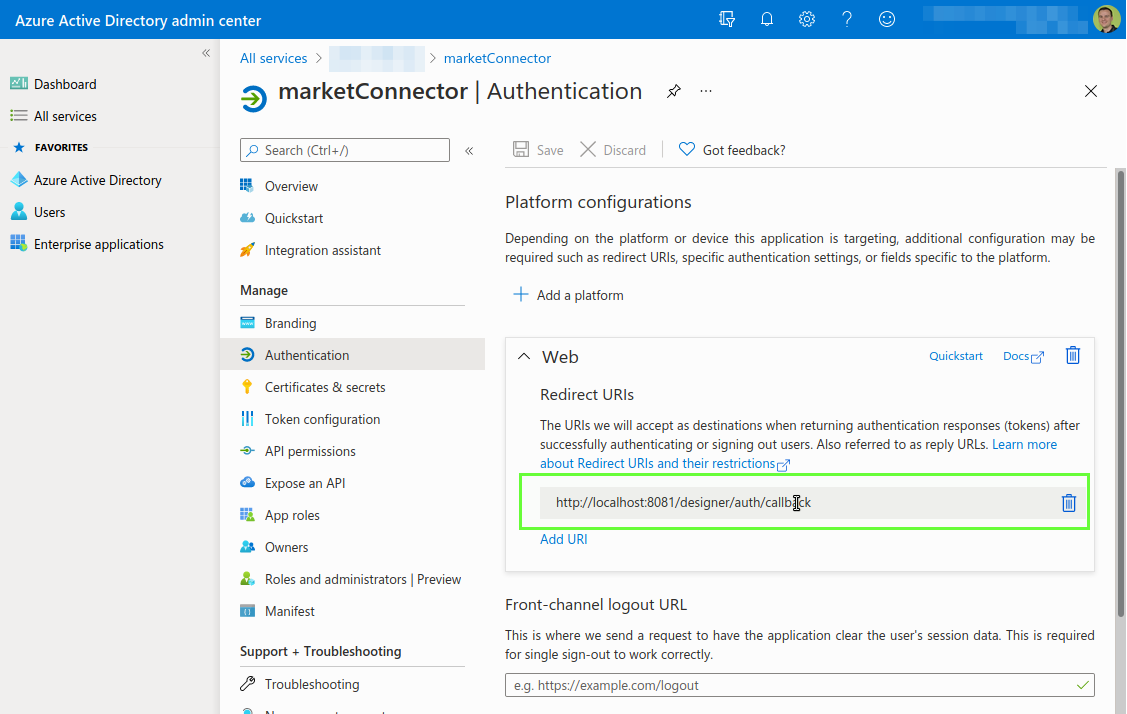 Azure Active Directory admin center
«
Dashboard
All services
FAVORITES
Azure Active Directory
Users
Enterprise applications
All services > > marketConnector
marketConnector | Authentication
Search (Ctrl+/)
«
Save
Discard
Got feedback?
Overview
Quickstart
Integration assistant
Manage
Branding
Authentication
Certificates & secrets
Token configuration
API permissions
Expose an API
App roles
Owners
Roles and administrators | Preview
Manifest
Support + Troubleshooting
Troubleshooting
Platform configurations
Depending on the platform or device this application is targeting, additional configuration may be
required such as redirect URIs, specific authentication settings, or fields specific to the platform.
Add a platform
Web
Quickstart
Docs
Redirect URIs
The URIs we will accept as destinations when returning authentication responses (tokens) after
successfully authenticating or signing out users. Also referred to as reply URLs. Learn more
about Redirect URIs and their restrictions
http://localhost:8081/designer/auth/callback
Add URI
Front-channel logout URL
This is where we send a request to have the application clear the user's session data. This is required
for single sign-out to work correctly.
e.g. https://example.com/logout